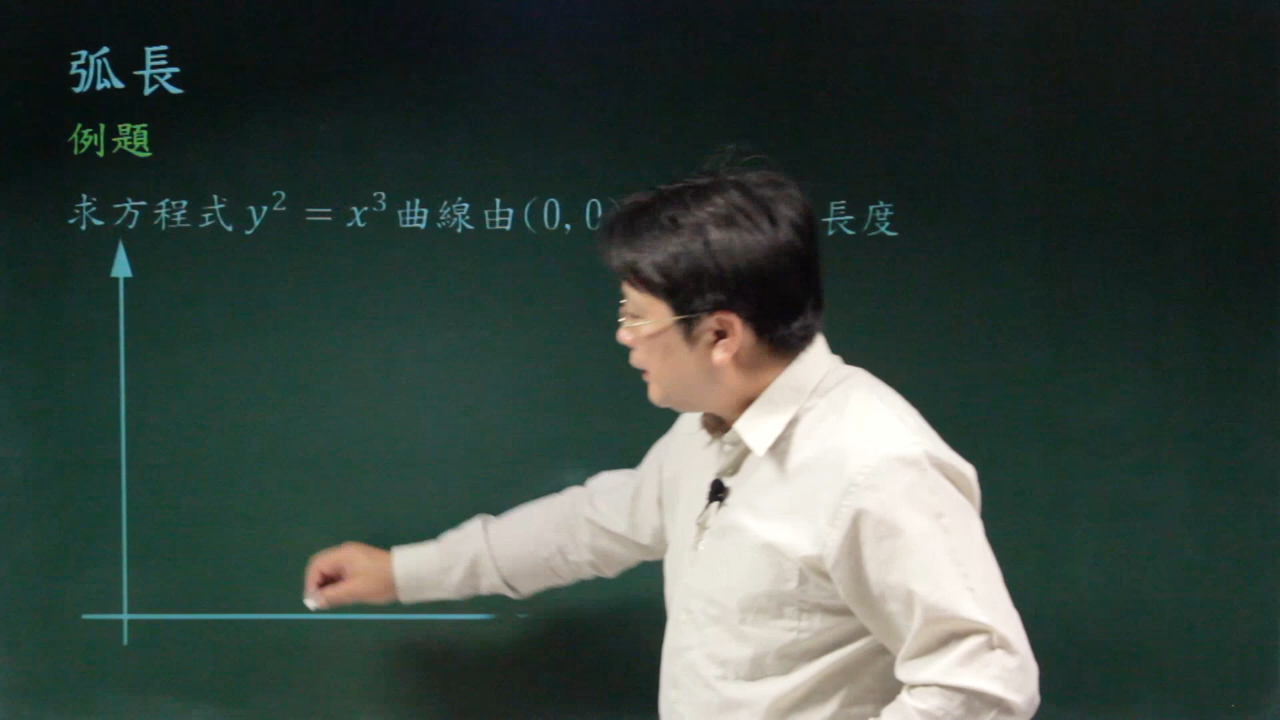 弧長
例題
求方程式 y² = x³ 曲線由(0, 0 長度